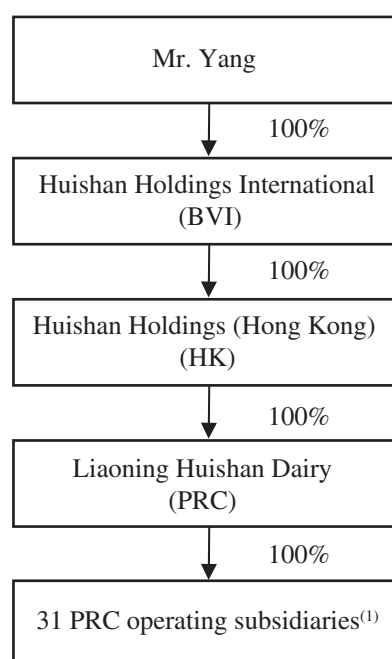 Mr. Yang
100%
Huishan Holdings International
(BVI)
100%
Huishan Holdings (Hong Kong)
(HK)
100%
Liaoning Huishan Dairy
(PRC)
100%
31 PRC operating subsidiaries(1)